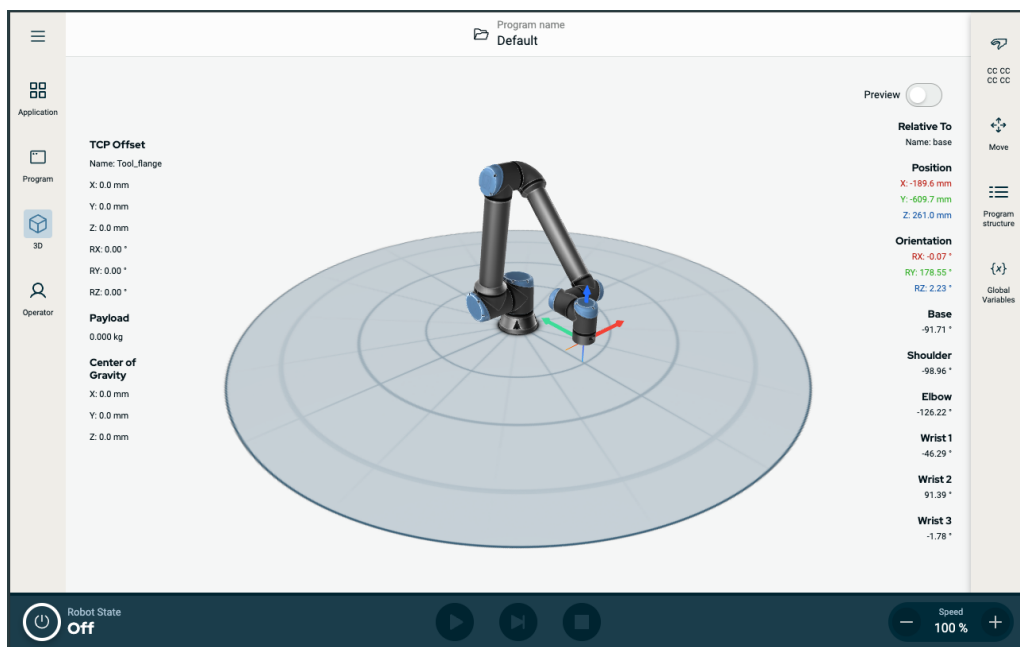 Program name
Default
Application
Program
3D
Operator
TCP Offset
Name: Tool_flange
X: 0.0 mm
Y: 0.0 mm
Z: 0.0 mm
RX: 0.00 °
RY: 0.00 °
RZ: 0.00 °
Payload
0.000 kg
Center of
Gravity
X: 0.0 mm
Y: 0.0 mm
Z: 0.0 mm
Preview
Relative To
Name: base
Position
X: -189.6 mm
Y: -609.7 mm
Z: 261.0 mm
Orientation
RX: -0.07 °
RY: 178.55 °
RZ: 2.23 °
Base
-91.71 °
Shoulder
-98.96 °
Elbow
-126.22 °
Wrist 1
-46.29 °
Wrist 2
91.39 °
Wrist 3
-1.78 °
CC CC
CC CC
Move
Program
structure
{x}
Global
Variables
Robot State
Off
Speed
100 %